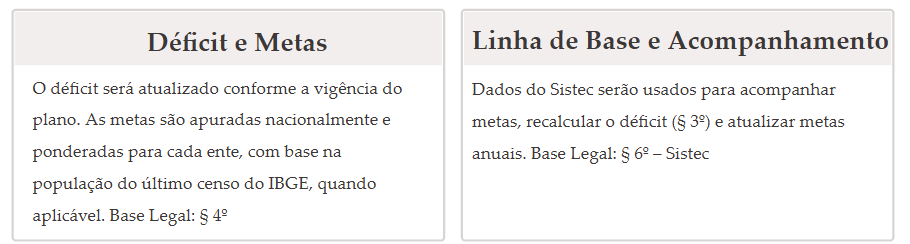 Déficit e Metas
O déficit será atualizado conforme a vigência do
plano. As metas são apuradas nacionalmente e
ponderadas para cada ente, com base na
população do último censo do IBGE, quando
aplicável. Base Legal: § 4º
Linha de Base e Acompanhamento
Dados do Sistec serão usados para acompanhar
metas, recalcular o déficit (§ 3º) e atualizar metas
anuais. Base Legal: § 6º – Sistec